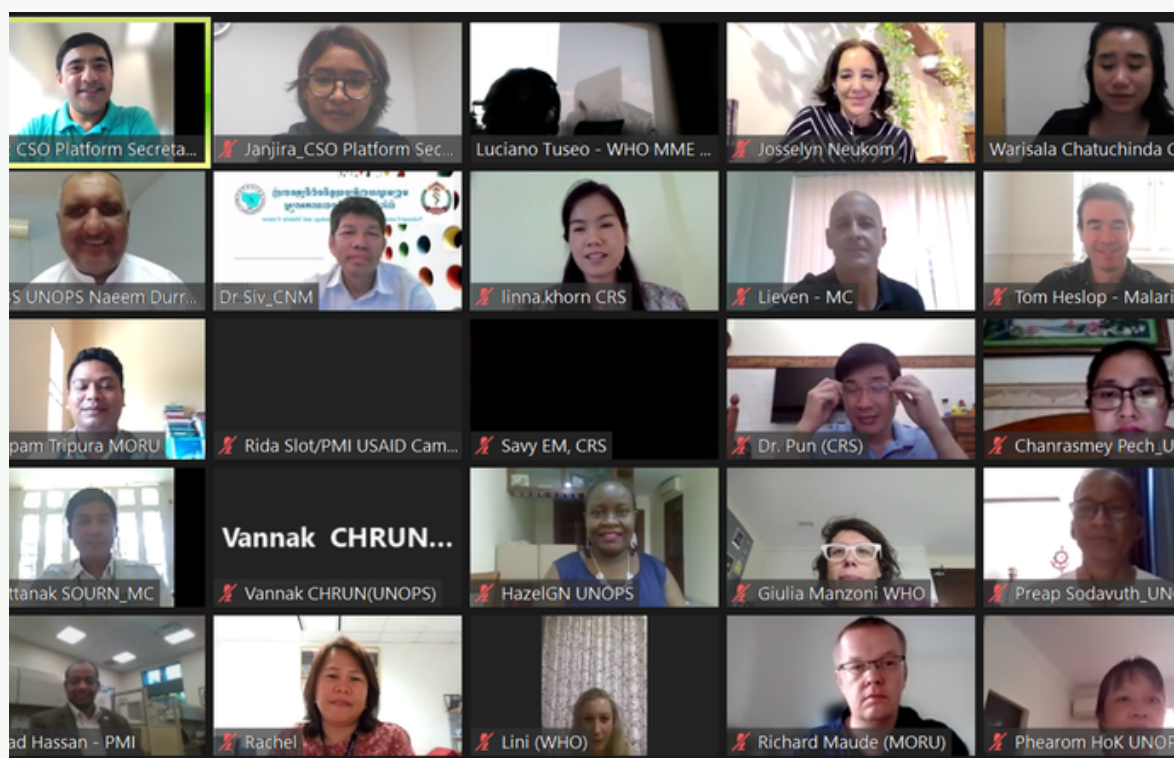 CSO Platform Secreta...
Janjira_CSO Platform Sec...
Luciano Tuseo - WHO MME ...
Josselyn Neukom
Warisala Chatuchinda C
S UNOPS Naeem Durr...
Dr.Siv_CNM
linna.khorn CRS
Lieven - MC
Tom Heslop - Malari
pam Tripura MORU
Rida Slot/PMI USAID Cam...
Savy EM, CRS
Dr. Pun (CRS)
Chanrasmey Pech_U
Vannak CHRUN...
ttanak SOURN_MC
Vannak CHRUN(UNOPS)
HazelGN UNOPS
Giulia Manzoni WHO
Preap Sodavuth_UN
ad Hassan - PMI
Rachel
Lini (WHO)
Richard Maude (MORU)
Phearom HoK UNOP